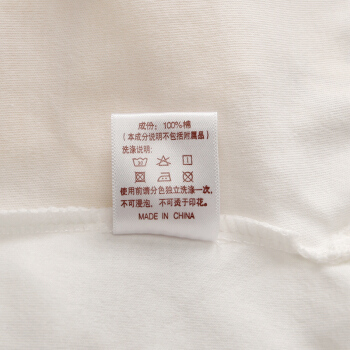 成份：100%棉
（本成分说明不包括附属品）
洗涤说明：
使用前请分色独立洗涤一次，
不可浸泡，不可烫于印花。
MADE IN CHINA